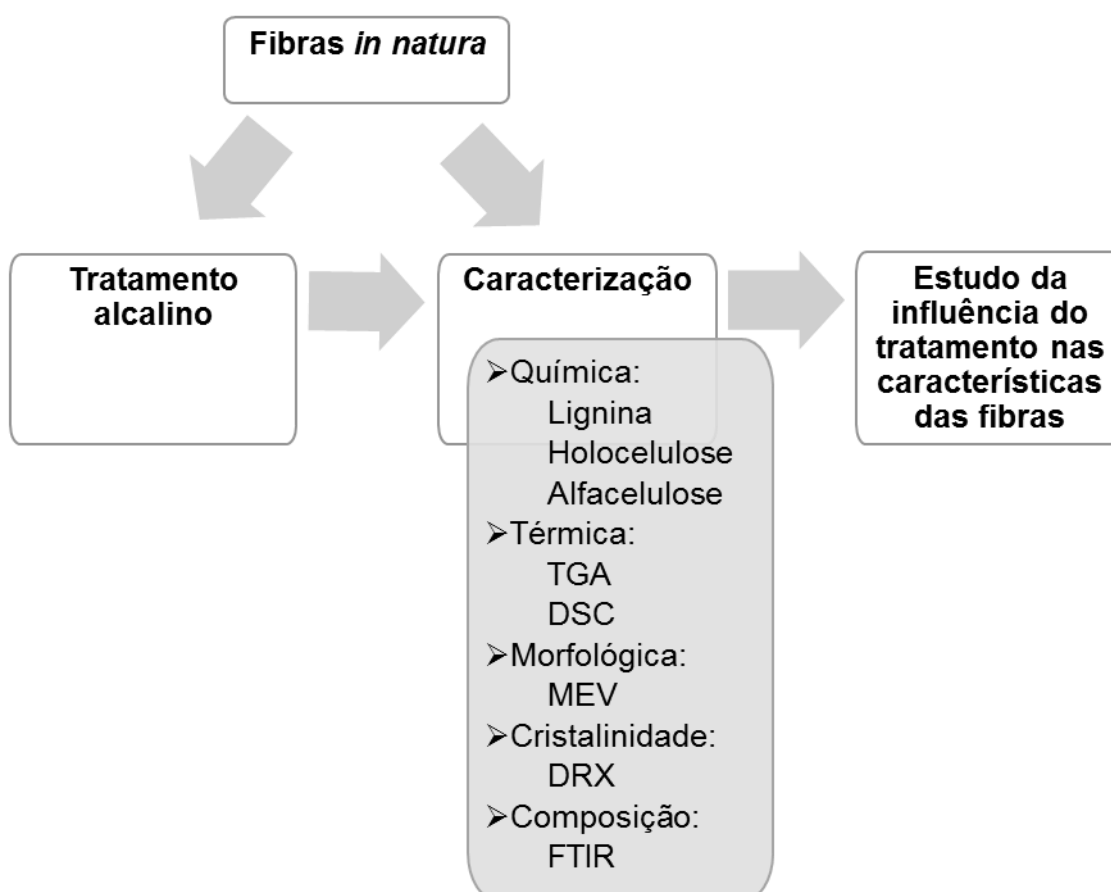 Fibras in natura
Tratamento
alcalino
Caracterização
➤Química:
Lignina
Holocelulose
Alfacelulose
➤Térmica:
TGA
DSC
➤Morfológica:
MEV
➤Cristalinidade:
DRX
➤Composição:
FTIR
Estudo da
influência do
tratamento nas
características
das fibras